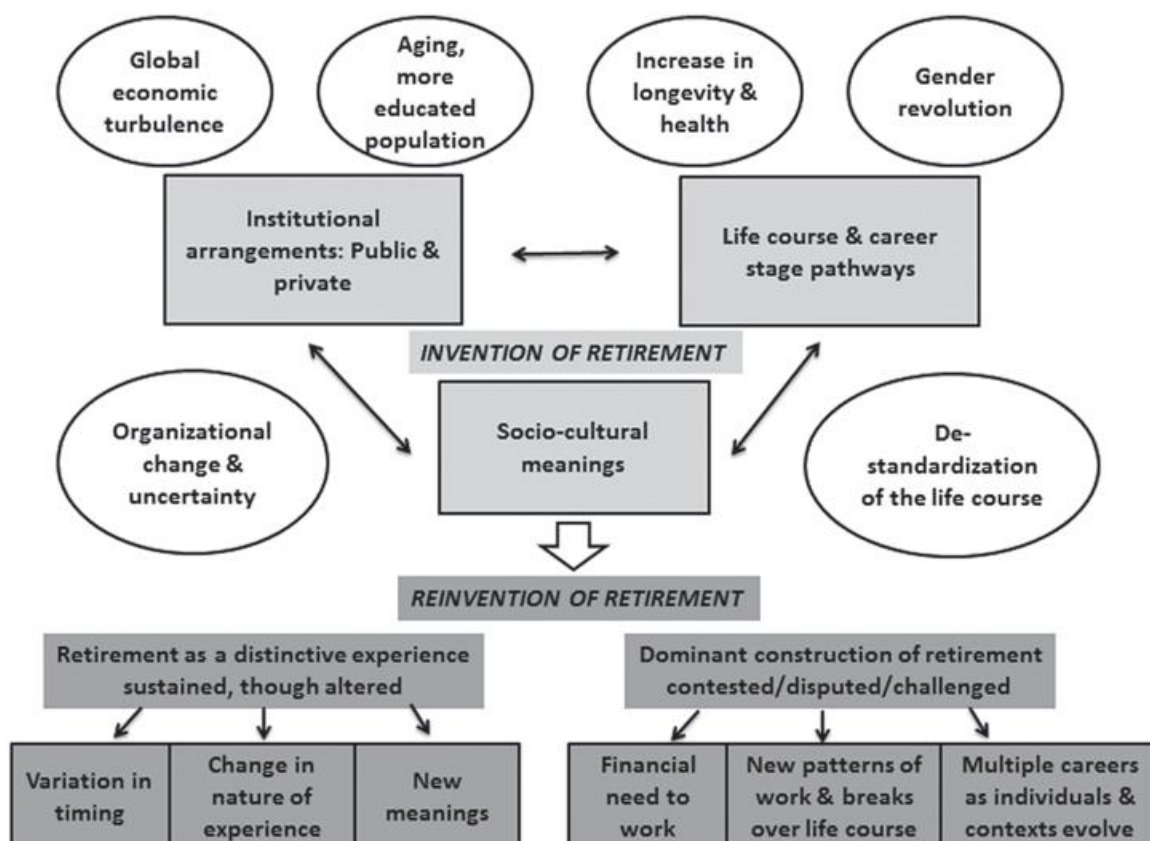 Global
economic
turbulence
Aging,
more
educated
population
Increase in
longevity &
health
Gender
revolution
Institutional
arrangements: Public &
private
Life course & career
stage pathways
INVENTION OF RETIREMENT
Organizational
change &
uncertainty
Socio-cultural
meanings
De-
standardization
of the life course
REINVENTION OF RETIREMENT
Retirement as a distinctive experience
sustained, though altered
Dominant construction of retirement
contested/disputed/challenged
Variation in
timing
Change in
nature of
experience
New
meanings
Financial
need to
work
New patterns of
work & breaks
over life course
Multiple careers
as individuals &
contexts evolve